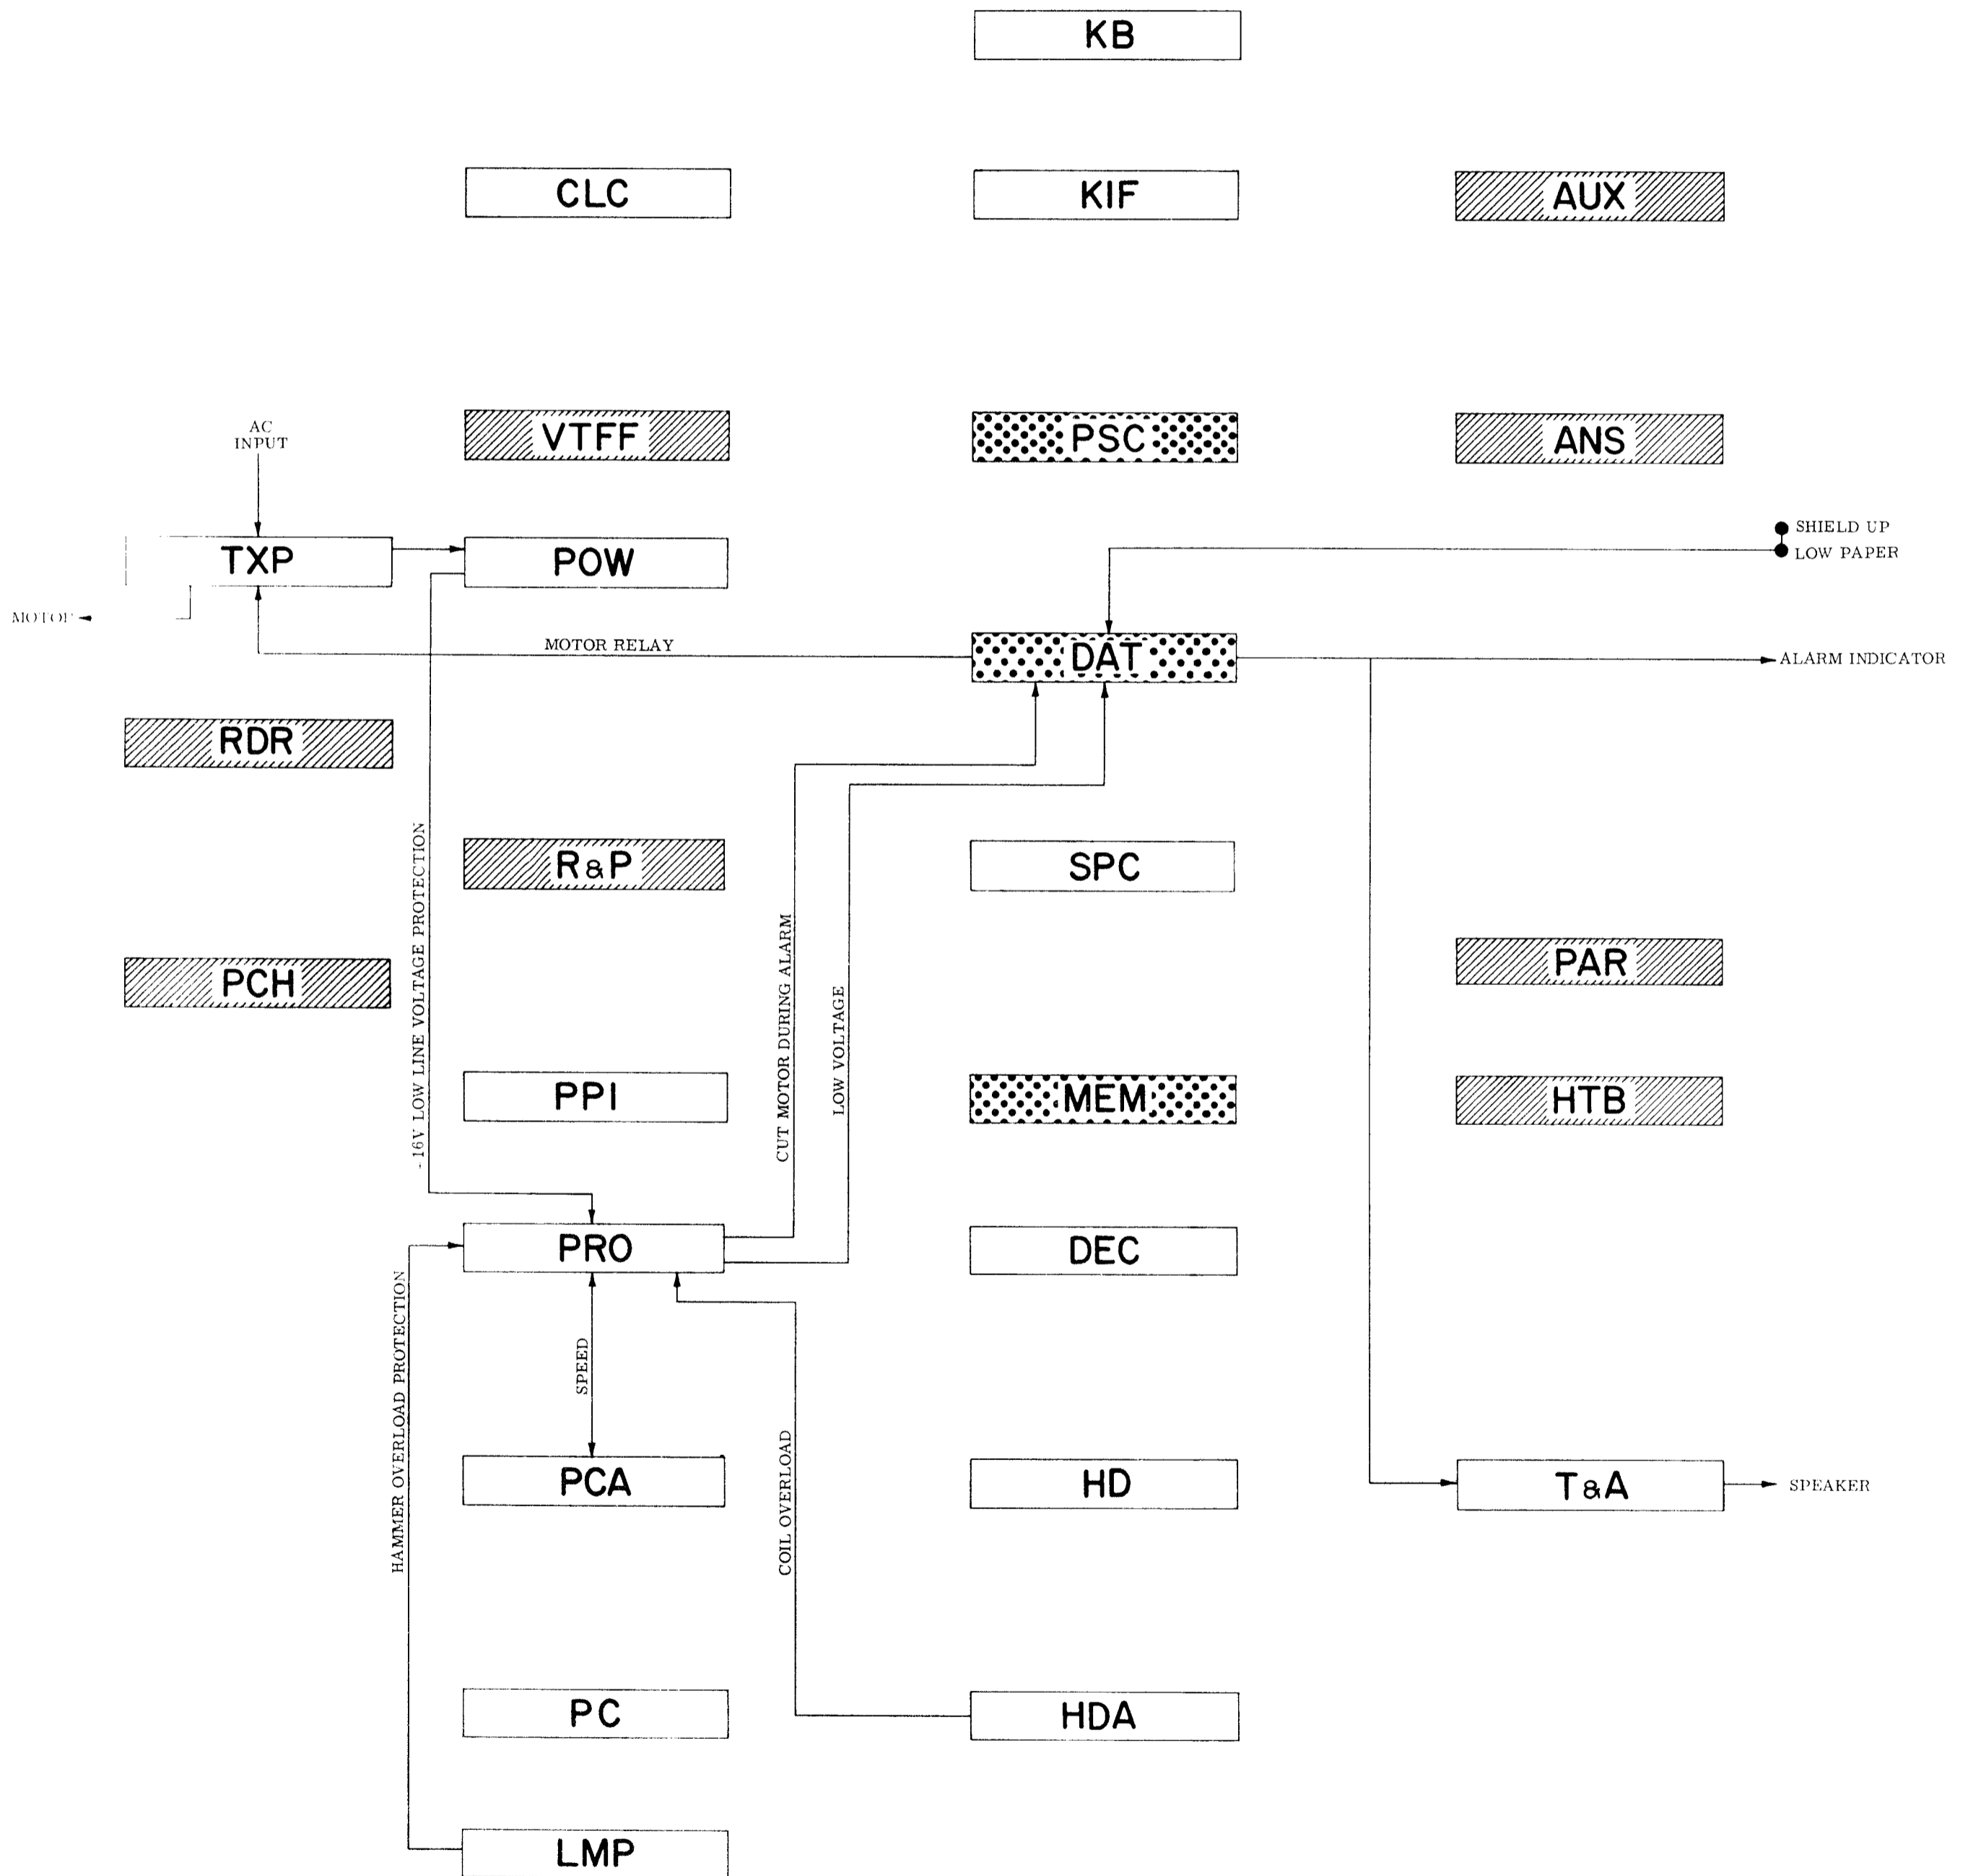 KB
CLC
KIF
AUX
VTFF
PSC
ANS
AC
INPUT
SHIELD UP
LOW PAPER
TXP
POW
MOTOR RELAY
DAT
ALARM INDICATOR
RDR
R&P
SPC
PCH
PAR
-16V LOW LINE VOLTAGE PROTECTION
CUT MOTOR DURING ALARM
LOW VOLTAGE
PPI
MEM
HTB
PRO
DEC
HAMMER OVERLOAD PROTECTION
SPEED
COIL OVERLOAD
PCA
HD
T&A
SPEAKER
PC
HDA
LMP